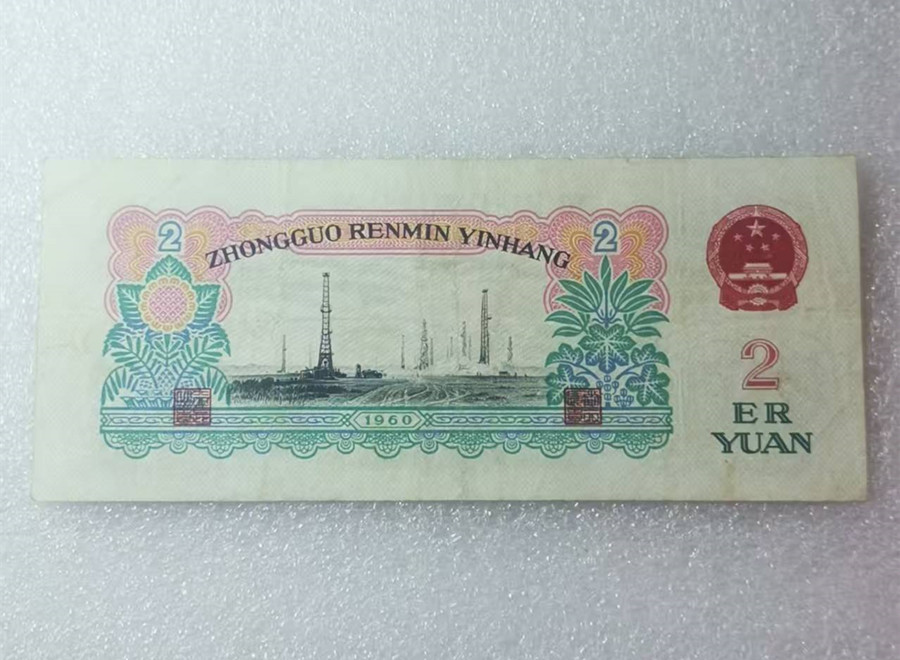 2
2
ZHONGGUO RENMIN YINHANG
1960
2
ER
YUAN